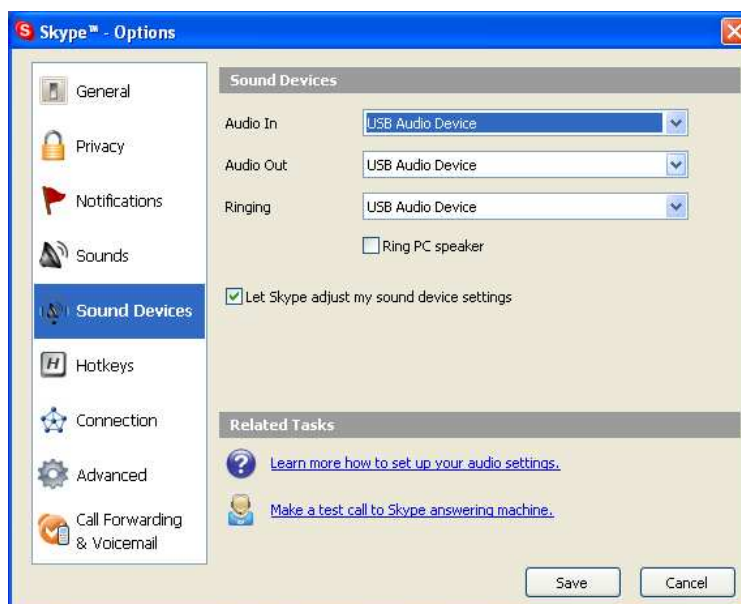 Skype™ - Options
General
Privacy
Notifications
Sounds
Sound Devices
Hotkeys
Connection
Advanced
Call Forwarding
& Voicemail
Sound Devices
Audio In USB Audio Device
Audio Out USB Audio Device
Ringing USB Audio Device
Ring PC speaker
Let Skype adjust my sound device settings
Related Tasks
Learn more how to set up your audio settings.
Make a test call to Skype answering machine.
Save Cancel